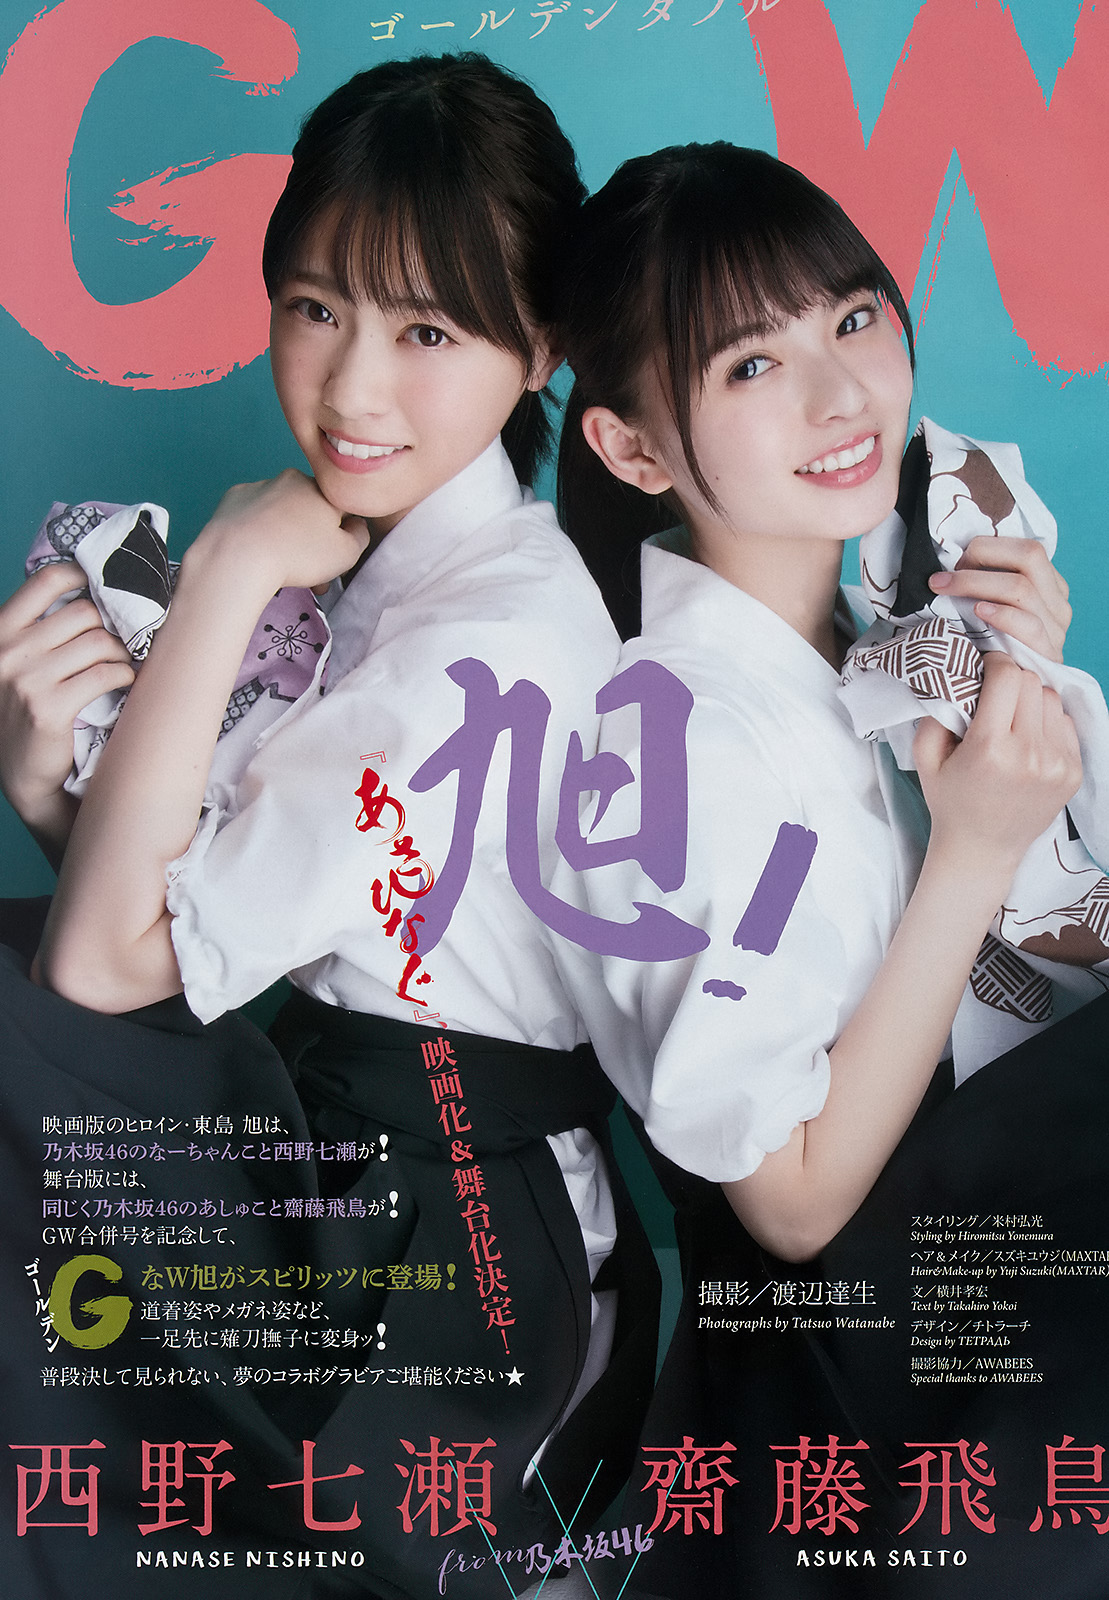 GW
ゴールデンダブル
旭!
『あさひなぐ』、映画化&舞台化決定!
映画版のヒロイン・東島 旭は、
乃木坂46のなーちゃんこと西野七瀬が!
舞台版には、
同じく乃木坂46のあしゅこと齋藤飛鳥が!
GW合併号を記念して、
ゴールデン
GなW旭がスピリッツに登場!
道着姿やメガネ姿など、
一足先に薙刀撫子に変身ッ!
普段決して見られない、夢のコラボグラビアご堪能ください★
撮影/渡辺達生
Photographs by Tatsuo Watanabe
スタイリング/米村弘光
Styling by Hiromitsu Yonemura
ヘア&メイク/スズキユウジ(MAXTAR)
Hair&Make-up by Yuji Suzuki(MAXTAR)
文/横井孝宏
Text by Takahiro Yokoi
デザイン/チトラーチ
Design by ТЕТРАДЬ
撮影協力/AWABEES
Special thanks to AWABEES
西野七瀬×齋藤飛鳥
NANASE NISHINO
from乃木坂46
ASUKA SAITO